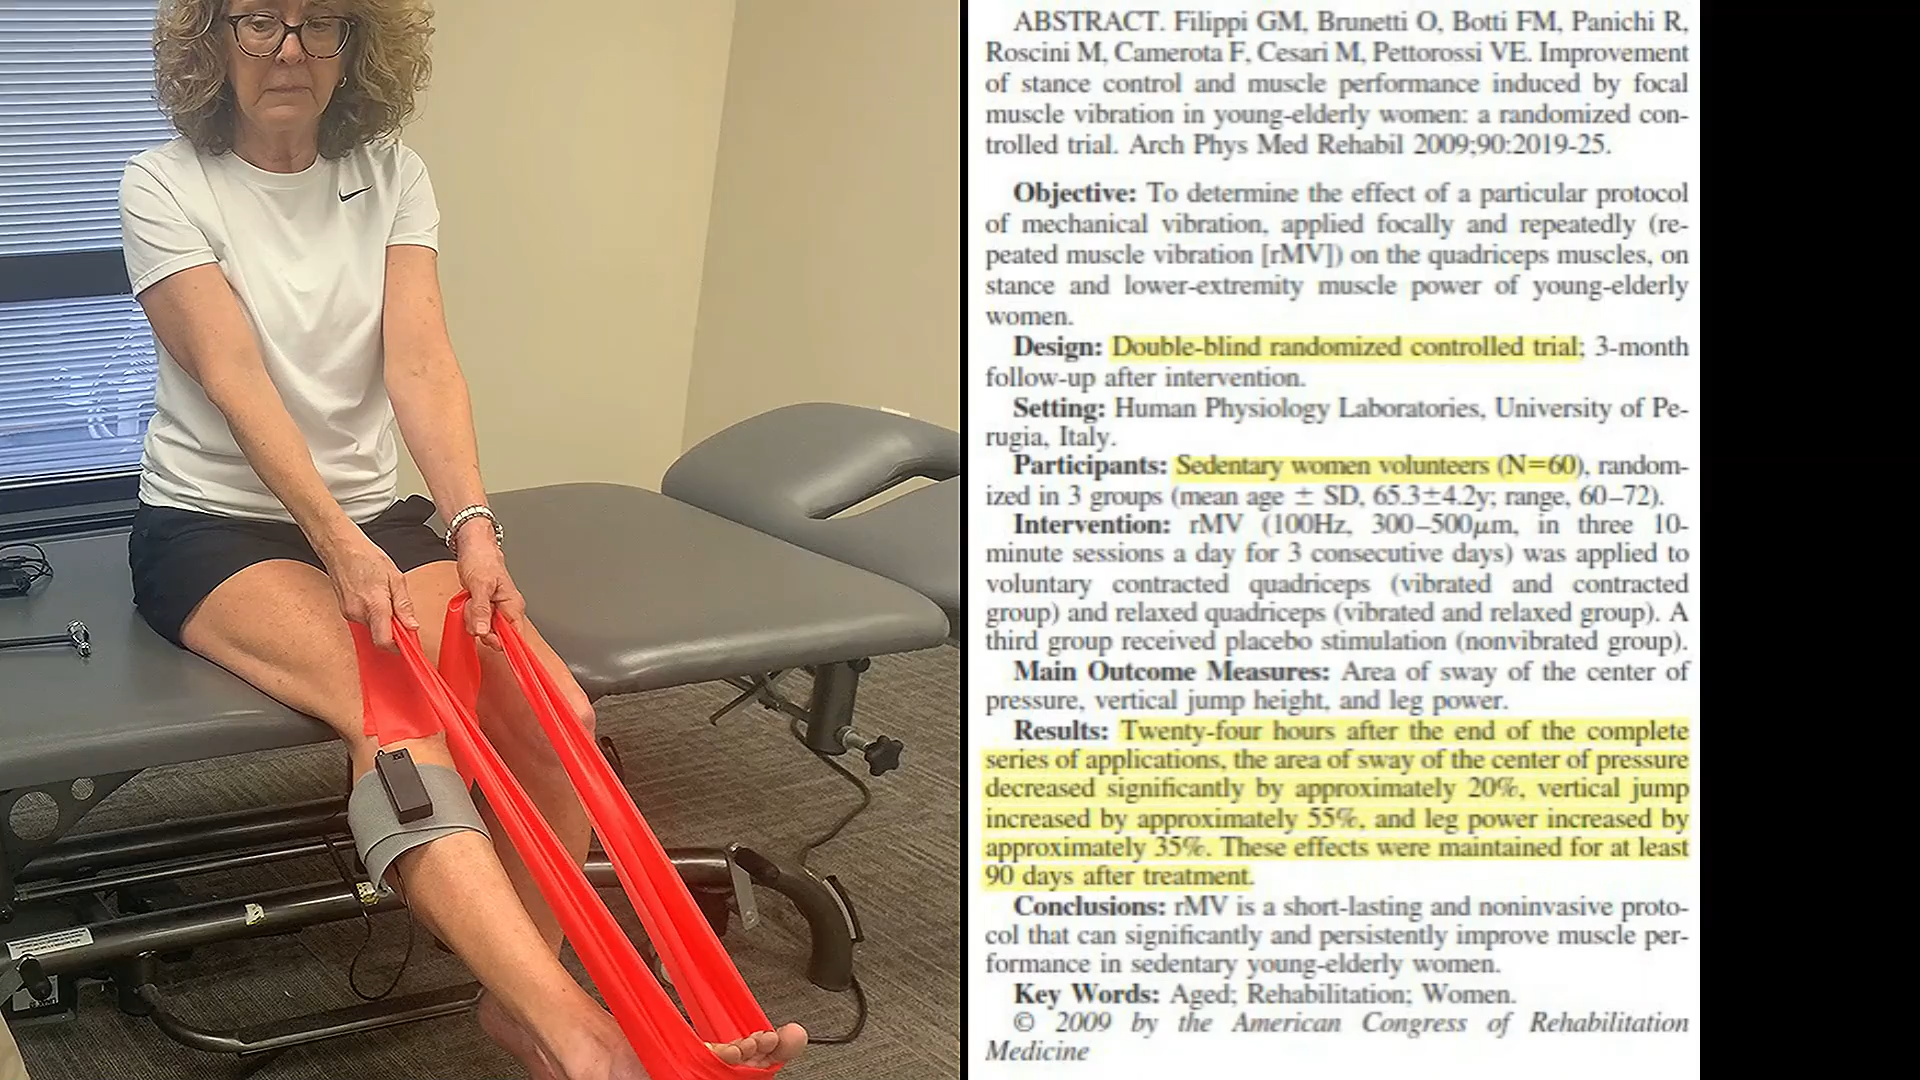 ABSTRACT. Filippi GM, Brunetti O, Botti FM, Panichi R,
Roscini M, Camerota F, Cesari M, Pettorossi VE. Improvement
of stance control and muscle performance induced by focal
muscle vibration in young-elderly women: a randomized con-
trolled trial. Arch Phys Med Rehabil 2009;90:2019-25.
Objective: To determine the effect of a particular protocol
of mechanical vibration, applied focally and repeatedly (re-
peated muscle vibration [rMV]) on the quadriceps muscles, on
stance and lower-extremity muscle power of young-elderly
women.
Design: Double-blind randomized controlled trial; 3-month
follow-up after intervention.
Setting: Human Physiology Laboratories, University of Pe-
rugia, Italy.
Participants: Sedentary women volunteers (N=60), random-
ized in 3 groups (mean age ± SD, 65.3±4.2y; range, 60–72).
Intervention: rMV (100Hz, 300–500μm, in three 10-
minute sessions a day for 3 consecutive days) was applied to
voluntary contracted quadriceps (vibrated and contracted
group) and relaxed quadriceps (vibrated and relaxed group). A
third group received placebo stimulation (nonvibrated group).
Main Outcome Measures: Area of sway of the center of
pressure, vertical jump height, and leg power.
Results: Twenty-four hours after the end of the complete
series of applications, the area of sway of the center of pressure
decreased significantly by approximately 20%, vertical jump
increased by approximately 55%, and leg power increased by
approximately 35%. These effects were maintained for at least
90 days after treatment.
Conclusions: rMV is a short-lasting and noninvasive proto-
col that can significantly and persistently improve muscle per-
formance in sedentary young-elderly women.
Key Words: Aged; Rehabilitation; Women.
© 2009 by the American Congress of Rehabilitation
Medicine